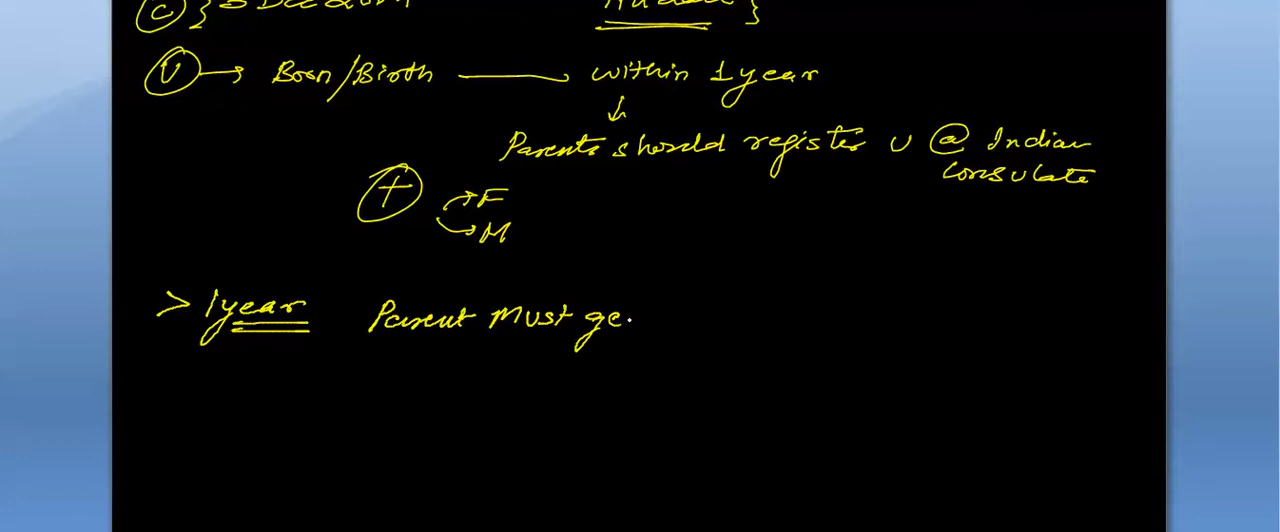 (C) }
(U) → Born/Birth —— within 1 year
↓
Parents should register U @ Indian
consulate
(+) → F
→ M
> 1 year Parent Must ge